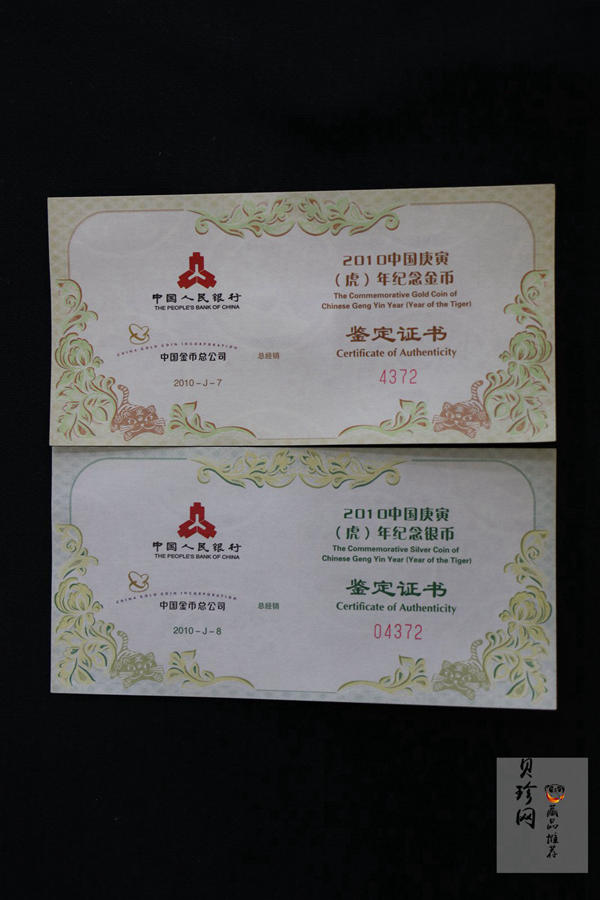 中国人民银行
THE PEOPLE'S BANK OF CHINA
CHINA GOLD COIN INCORPORATION
中国金币总公司 总经销
2010-J-7
2010中国庚寅
(虎)年纪念金币
The Commemorative Gold Coin of
Chinese Geng Yin Year (Year of the Tiger)
鉴定证书
Certificate of Authenticity
4372
中国人民银行
THE PEOPLE'S BANK OF CHINA
CHINA GOLD COIN INCORPORATION
中国金币总公司 总经销
2010-J-8
2010中国庚寅
(虎)年纪念银币
The Commemorative Silver Coin of
Chinese Geng Yin Year (Year of the Tiger)
鉴定证书
Certificate of Authenticity
04372
贝珍网
藏品推荐